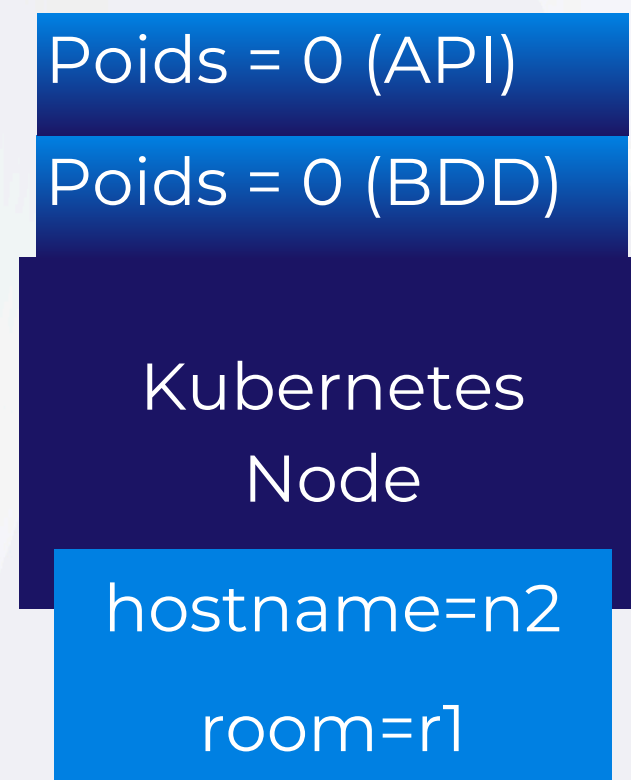 Poids = 0 (API)
Poids = 0 (BDD)
Kubernetes
Node
hostname=n2
room=r1